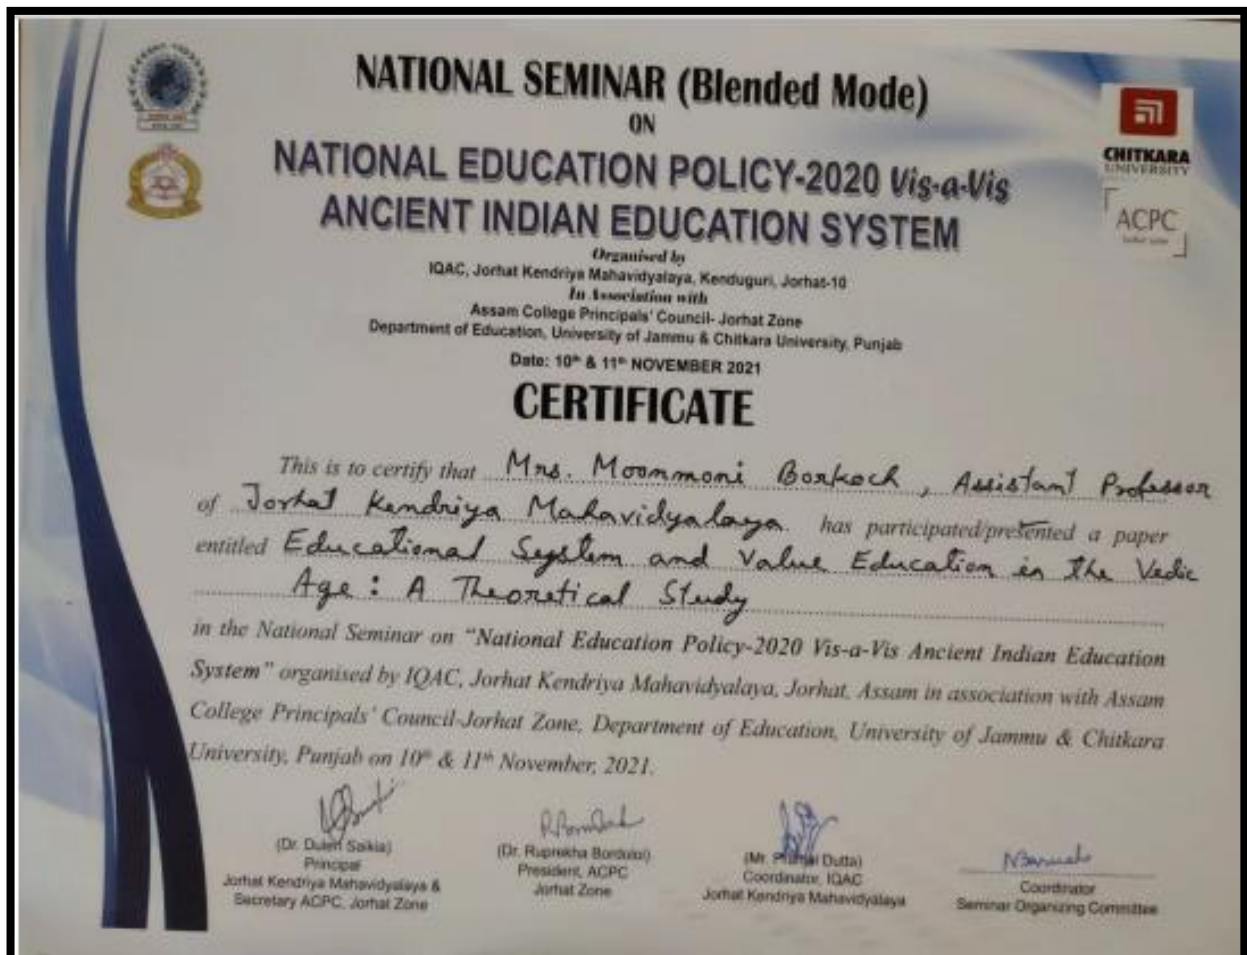 NATIONAL SEMINAR (Blended Mode)
ON
NATIONAL EDUCATION POLICY-2020 Vis-a-Vis
ANCIENT INDIAN EDUCATION SYSTEM
CHITKARA
UNIVERSITY
ACPC
Organised by
IQAC, Jorhat Kendriya Mahavidyalaya, Kenduguri, Jorhat-10
In Association with
Assam College Principals' Council- Jorhat Zone
Department of Education, University of Jammu & Chitkara University, Punjab
Date: 10th & 11th NOVEMBER 2021
CERTIFICATE
This is to certify that Mrs. Moommoni Borkoch, Assistant Professor
of Jorhat Kendriya Mahavidyalaya has participated/presented a paper
entitled Educational System and Value Education in the Vedic
Age: A Theoretical Study
in the National Seminar on "National Education Policy-2020 Vis-a-Vis Ancient Indian Education
System" organised by IQAC, Jorhat Kendriya Mahavidyalaya, Jorhat, Assam in association with Assam
College Principals' Council-Jorhat Zone, Department of Education, University of Jammu & Chitkara
University, Punjab on 10th & 11th November, 2021.
(Dr. Dulen Saikia)
Principal
Jorhat Kendriya Mahavidyalaya &
Secretary ACPC, Jorhat Zone
(Dr. Ruprekha Bordoloi)
President, ACPC
Jorhat Zone
(Mr. Dutta)
Coordinator, IQAC
Jorhat Kendriya Mahavidyalaya
NBaruah
Coordinator
Seminar Organizing Committee